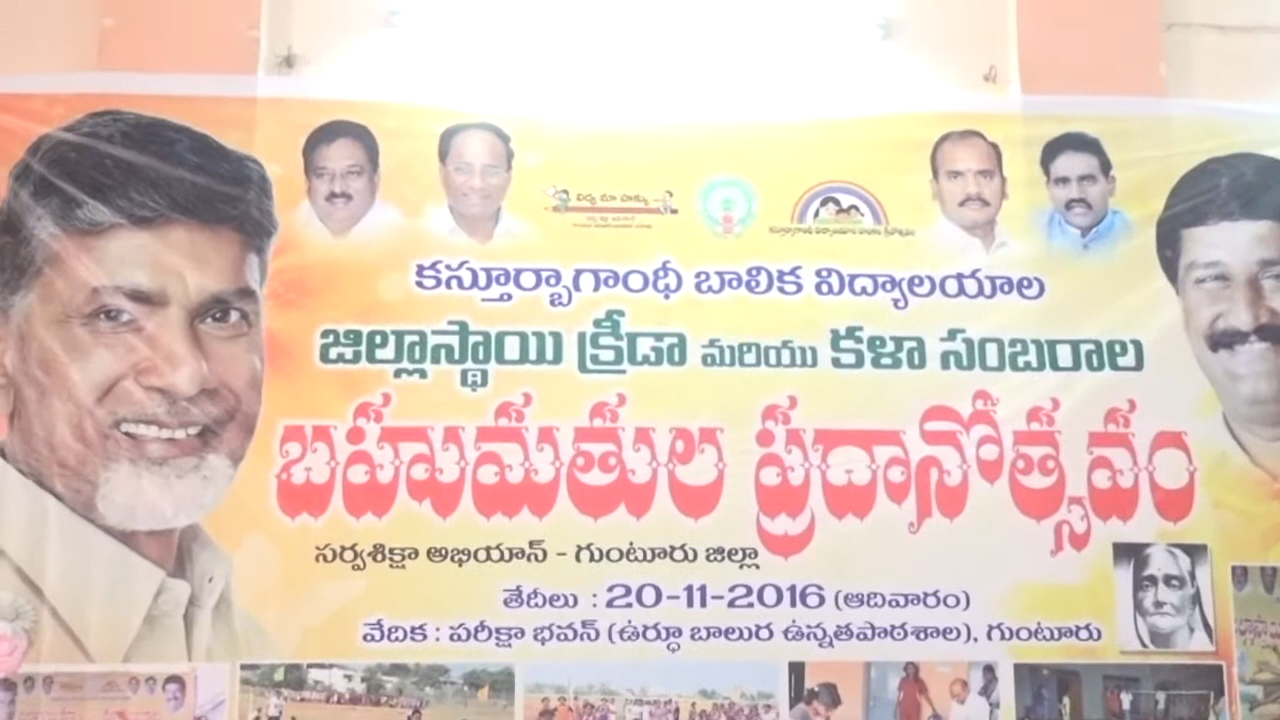 విద్య మా హక్కు
కస్తూర్బాగాంధీ బాలిక విద్యాలయాల
జిల్లాస్థాయి క్రీడా మరియు కళా సంబరాల
బహుమతుల ప్రదానోత్సవం
సర్వశిక్షా అభియాన్ - గుంటూరు జిల్లా
తేదీలు : 20-11-2016 (ఆదివారం)
వేదిక : పరీక్షా భవన్ (ఉర్ధూ బాలుర ఉన్నతపాఠశాల), గుంటూరు